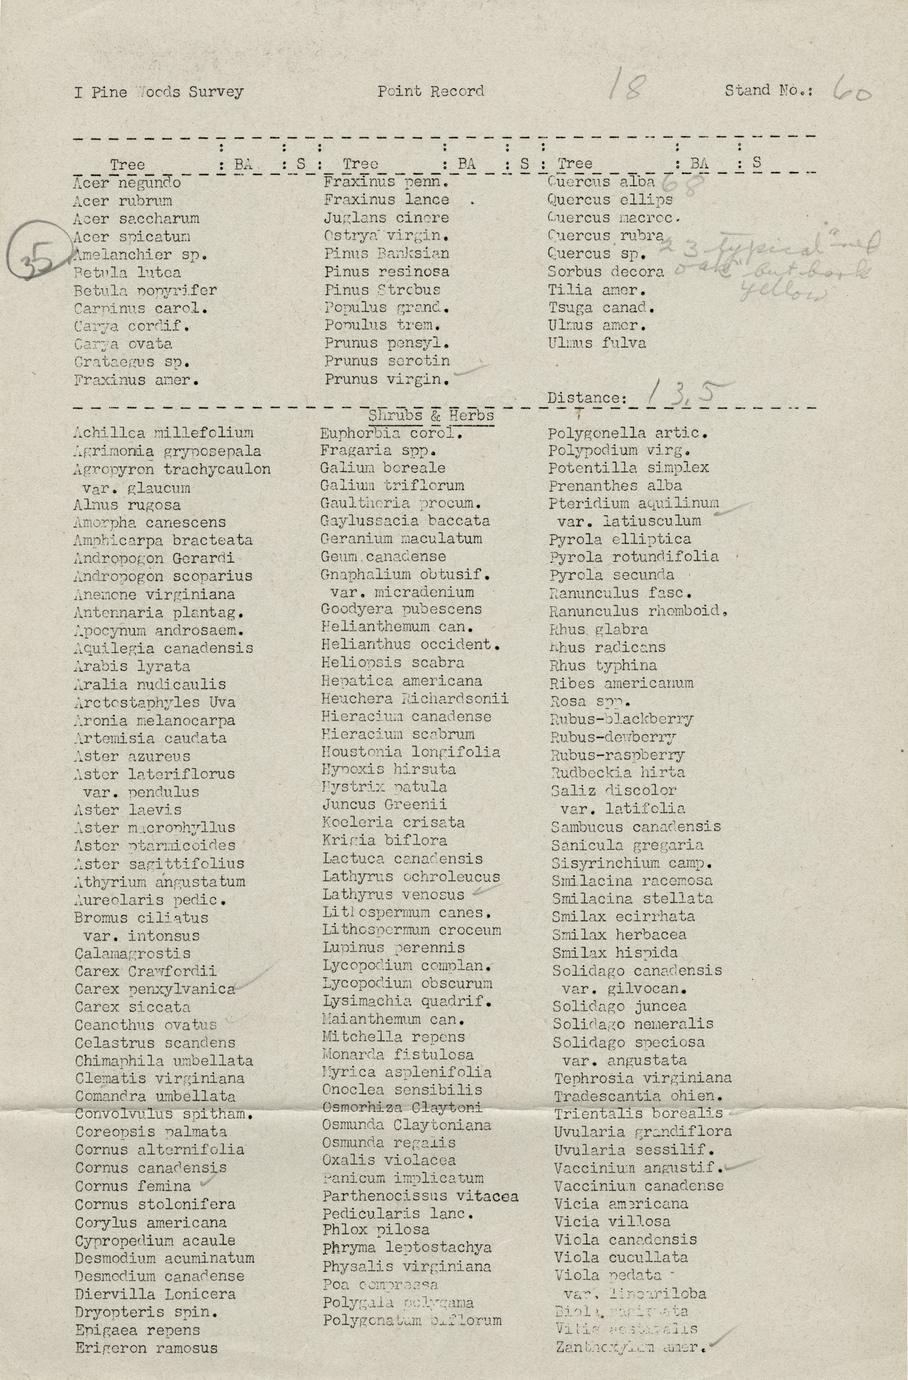 I Pine Woods Survey Point Record 18 Stand No.: 60
Tree : BA : S : Tree : BA : S : Tree : BA : S
35
Acer negundo
Acer rubrum
Acer saccharum
Acer spicatum
Amelanchier sp.
Betula lutea
Betula papyrifer
Carpinus carol.
Carya cordif.
Carya ovata
Crataegus sp.
Fraxinus amer.
Fraxinus penn.
Fraxinus lance
Juglans cinere
Ostrya virgin.
Pinus Banksian
Pinus resinosa
Pinus Strobus
Populus grand.
Populus trem.
Prunus pensyl.
Prunus serotin
Prunus virgin.
Quercus alba 68
Quercus ellips
Quercus macroc.
Quercus rubra
Quercus sp. 23 typical "red
Sorbus decora oak" but bark
Tilia amer. yellow
Tsuga canad.
Ulmus amer.
Ulmus fulva
Distance: 13,5
Shrubs & Herbs
Achillea millefolium
Agrimonia gryposepala
Agropyron trachycaulon
var. glaucum
Alnus rugosa
Amorpha canescens
Amphicarpa bracteata
Andropogon Gerardi
Andropogon scoparius
Anemone virginiana
Antennaria plantag.
Apocynum androsaem.
Aquilegia canadensis
Arabis lyrata
Aralia nudicaulis
Arctostaphyles Uva
Aronia melanocarpa
Artemisia caudata
Aster azureus
Aster lateriflorus
var. pendulus
Aster laevis
Aster macrophyllus
Aster ptarmicoides
Aster sagittifolius
Athyrium angustatum
Aureolaris pedic.
Bromus ciliatus
var. intonsus
Calamagrostis
Carex Crawfordii
Carex penxylvanica
Carex siccata
Ceanothus ovatus
Celastrus scandens
Chimaphila umbellata
Clematis virginiana
Comandra umbellata
Convolvulus spitham.
Coreopsis palmata
Cornus alternifolia
Cornus canadensis
Cornus femina ✓
Cornus stolonifera
Corylus americana
Cypropedium acaule
Desmodium acuminatum
Desmodium canadense
Diervilla Lonicera
Dryopteris spin.
Epigaea repens
Erigeron ramosus
Euphorbia corol.
Fragaria spp.
Galium boreale
Galium triflorum
Gaultheria procum.
Gaylussacia baccata
Geranium maculatum
Geum canadense
Gnaphalium obtusif.
var. micradenium
Goodyera pubescens
Helianthemum can.
Helianthus occident.
Heliopsis scabra
Hepatica americana
Heuchera Richardsonii
Hieracium canadense
Hieracium scabrum
Houstonia longifolia
Hypoxis hirsuta
Hystrix patula
Juncus Greenii
Koeleria crisata
Krigia biflora
Lactuca canadensis
Lathyrus ochroleucus
Lathyrus venosus ✓
Lithospermum canes.
Lithospermum croceum
Lupinus perennis
Lycopodium complan.
Lycopodium obscurum
Lysimachia quadrif.
Maianthemum can.
Mitchella repens
Monarda fistulosa
Myrica asplenifolia
Onoclea sensibilis
Osmorhiza Claytoni
Osmunda Claytoniana
Osmunda regalis
Oxalis violacea
Panicum implicatum
Parthenocissus vitacea
Pedicularis lanc.
Phlox pilosa
Phryma leptostachya
Physalis virginiana
Poa compressa
Polygala polygama
Polygonatum biflorum
Polygonella artic.
Polypodium virg.
Potentilla simplex
Prenanthes alba
Pteridium aquilinum
var. latiusculum ✓
Pyrola elliptica
Pyrola rotundifolia
Pyrola secunda
Ranunculus fasc.
Ranunculus rhomboid,
Rhus glabra
Rhus radicans
Rhus typhina
Ribes americanum
Rosa spp.
Rubus-blackberry
Rubus-dewberry
Rubus-raspberry
Rudbeckia hirta
Saliz discolor
var. latifolia
Sambucus canadensis
Sanicula gregaria
Sisyrinchium camp.
Smilacina racemosa
Smilacina stellata
Smilax ecirrhata
Smilax herbacea
Smilax hispida
Solidago canadensis
var. gilvocan.
Solidago juncea
Solidago nemeralis
Solidago speciosa
var. angustata
Tephrosia virginiana
Tradescantia ohien.
Trientalis borealis
Uvularia grandiflora
Uvularia sessilif.
Vaccinium angustif. ✓
Vaccinium canadense
Vicia americana
Vicia villosa
Viola canadensis
Viola cucullata
Viola pedata
var. lineariloba
Vitis aestivalis
Zanthoxylum amer. ✓